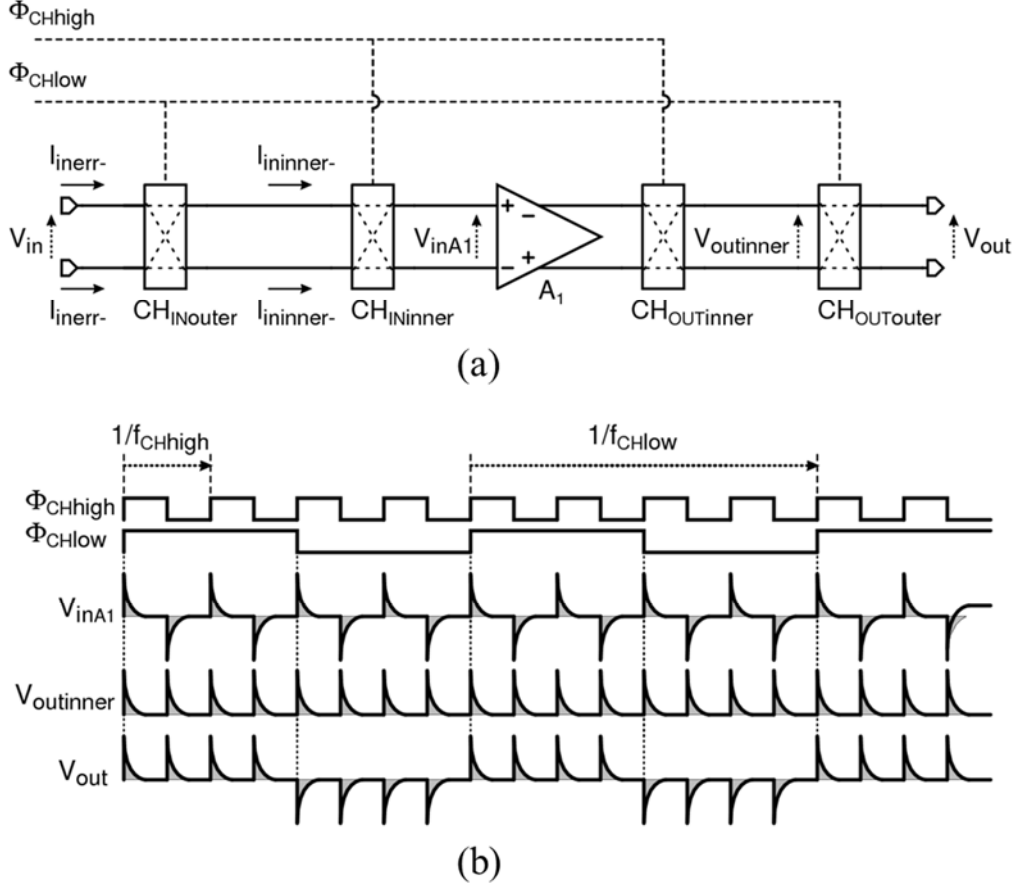 ΦCHhigh
ΦCHlow
Iinerr- Iininner-
Vin + − VinA1 Voutinner Vout
− +
A1
Iinerr- CHINouter Iininner- CHINinner CHOUTinner CHOUTouter
(a)
1/fCHhigh 1/fCHlow
ΦCHhigh
ΦCHlow
VinA1
Voutinner
Vout
(b)